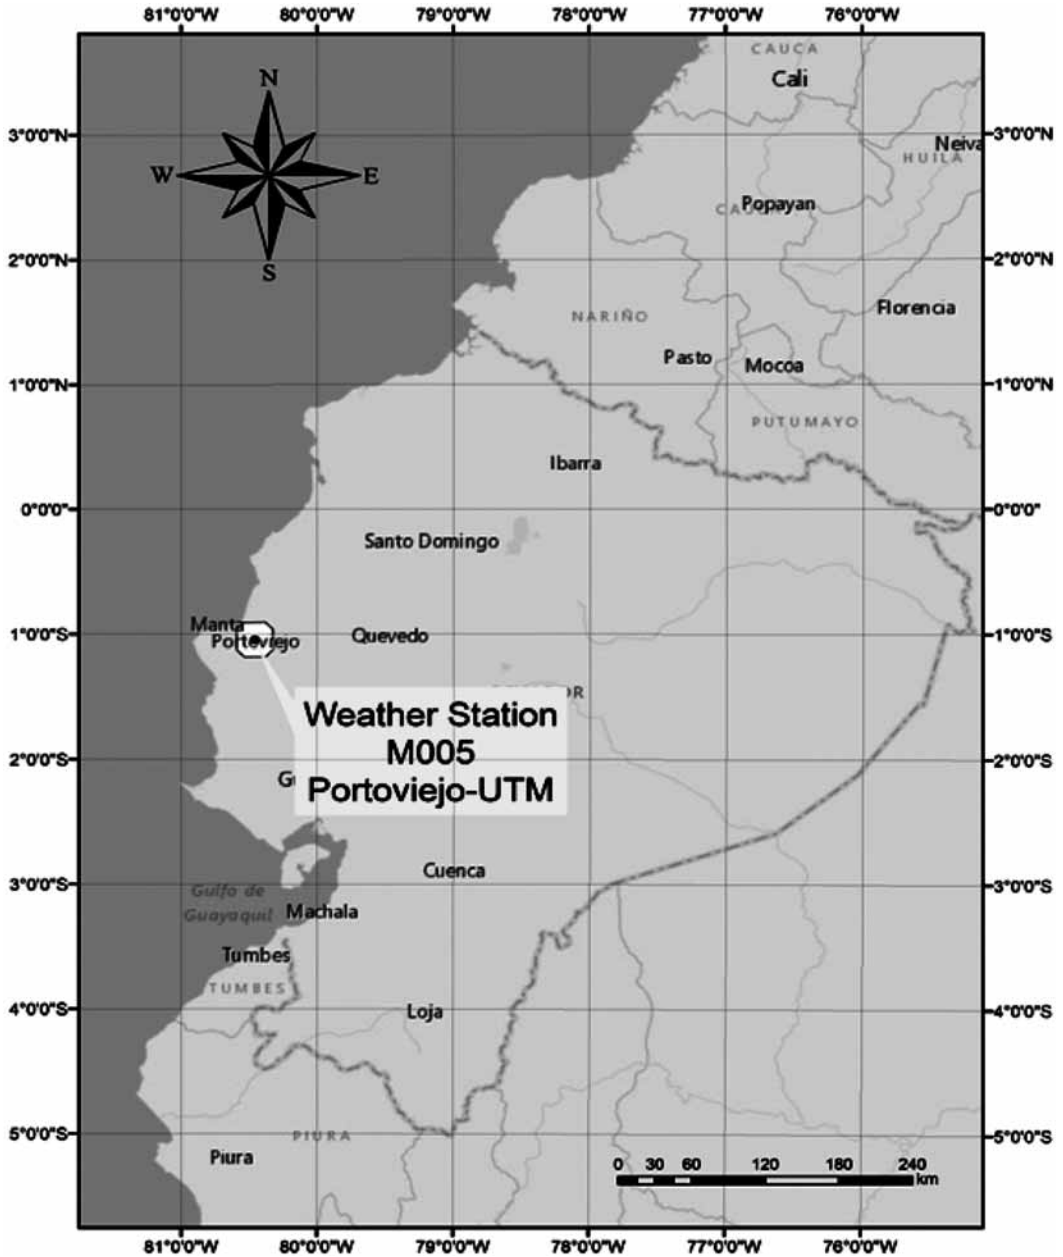 81°0'0"W 80°0'0"W 79°0'0"W 78°0'0"W 77°0'0"W 76°0'0"W
CAUCA
Cali
N
3°0'0"N
3°0'0"N
Neiva
HUILA
W
E
Popayan
S
2°0'0"N
2°0'0"N
Florencia
NARIÑO
Pasto
Mocoa
1°0'0"N
1°0'0"N
PUTUMAYO
Ibarra
0°0'0"
0°0'0"
Santo Domingo
Manta
Portoviejo
Quevedo
1°0'0"S
1°0'0"S
Weather Station
M005
Portoviejo-UTM
2°0'0"S
2°0'0"S
Cuenca
3°0'0"S
3°0'0"S
Gulfo de
Guayaquil
Machala
Tumbes
TUMBES
4°0'0"S
4°0'0"S
Loja
5°0'0"S
5°0'0"S
PIURA
Piura
0 30 60 120 180 240
km
81°0'0"W 80°0'0"W 79°0'0"W 78°0'0"W 77°0'0"W 76°0'0"W